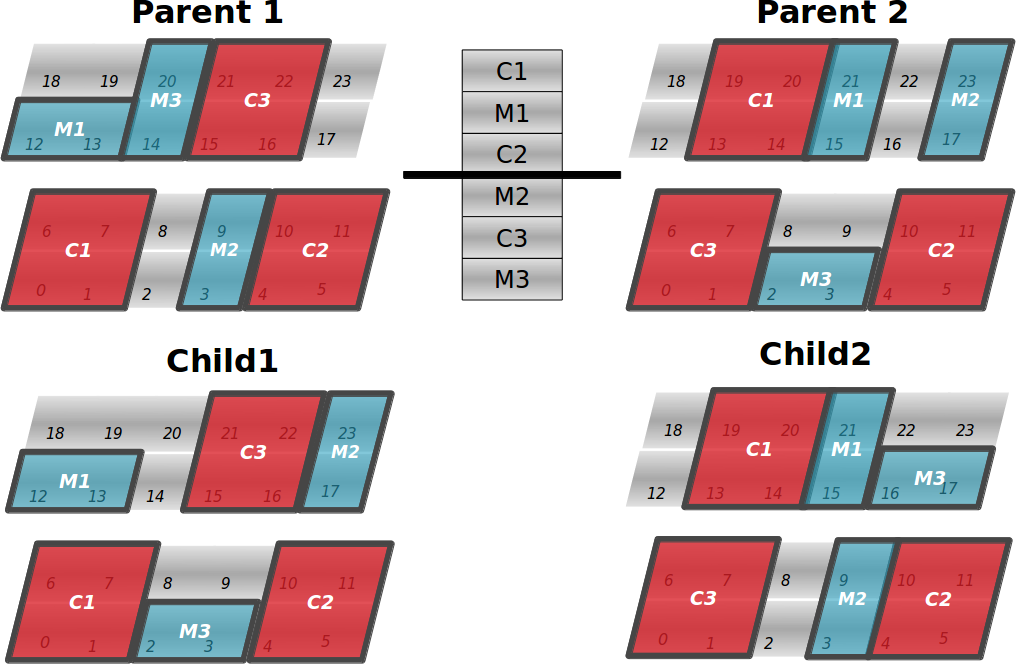 Parent 1
18 19 20 21 22 23
M3 C3
M1
12 13 14 15 16 17
6 7 8 9 10 11
C1 M2 C2
0 1 2 3 4 5
C1
M1
C2
M2
C3
M3
Parent 2
18 19 20 21 22 23
C1 M1 M2
12 13 14 15 16 17
6 7 8 9 10 11
C3 C2
M3
0 1 2 3 4 5
Child1
18 19 20 21 22 23
C3 M2
M1
12 13 14 15 16 17
6 7 8 9 10 11
C1 C2
M3
0 1 2 3 4 5
Child2
18 19 20 21 22 23
C1 M1
M3
12 13 14 15 16 17
6 7 8 9 10 11
C3 M2 C2
0 1 2 3 4 5